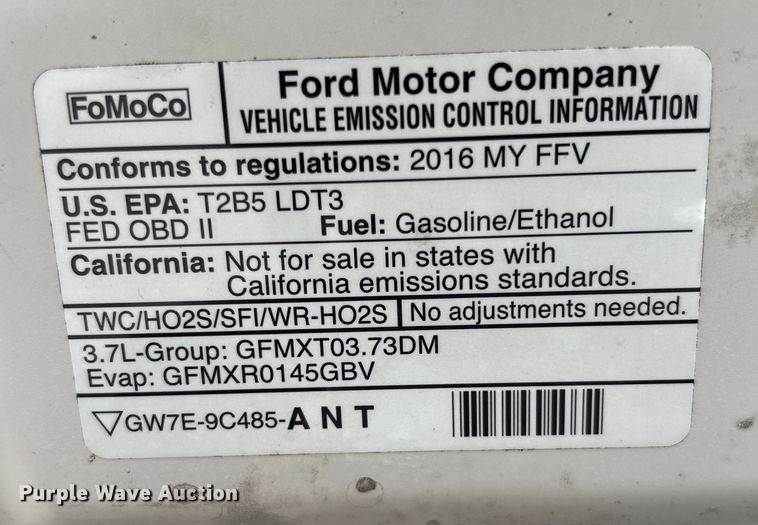 FoMoCo
Ford Motor Company
VEHICLE EMISSION CONTROL INFORMATION
Conforms to regulations: 2016 MY FFV
U.S. EPA: T2B5 LDT3
FED OBD II Fuel: Gasoline/Ethanol
California: Not for sale in states with
California emissions standards.
TWC/HO2S/SFI/WR-HO2S No adjustments needed.
3.7L-Group: GFMXT03.73DM
Evap: GFMXR0145GBV
GW7E-9C485-A N T
Purple Wave Auction